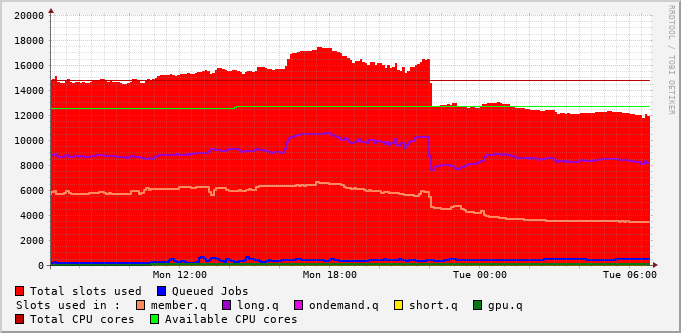 20000
18000
16000
14000
12000
10000
8000
6000
4000
2000
0
Mon 12:00 Mon 18:00 Tue 00:00 Tue 06:00
RRDTOOL / TOBI OETIKER
Total slots used Queued Jobs
Slots used in : member.q long.q ondemand.q short.q gpu.q
Total CPU cores Available CPU cores